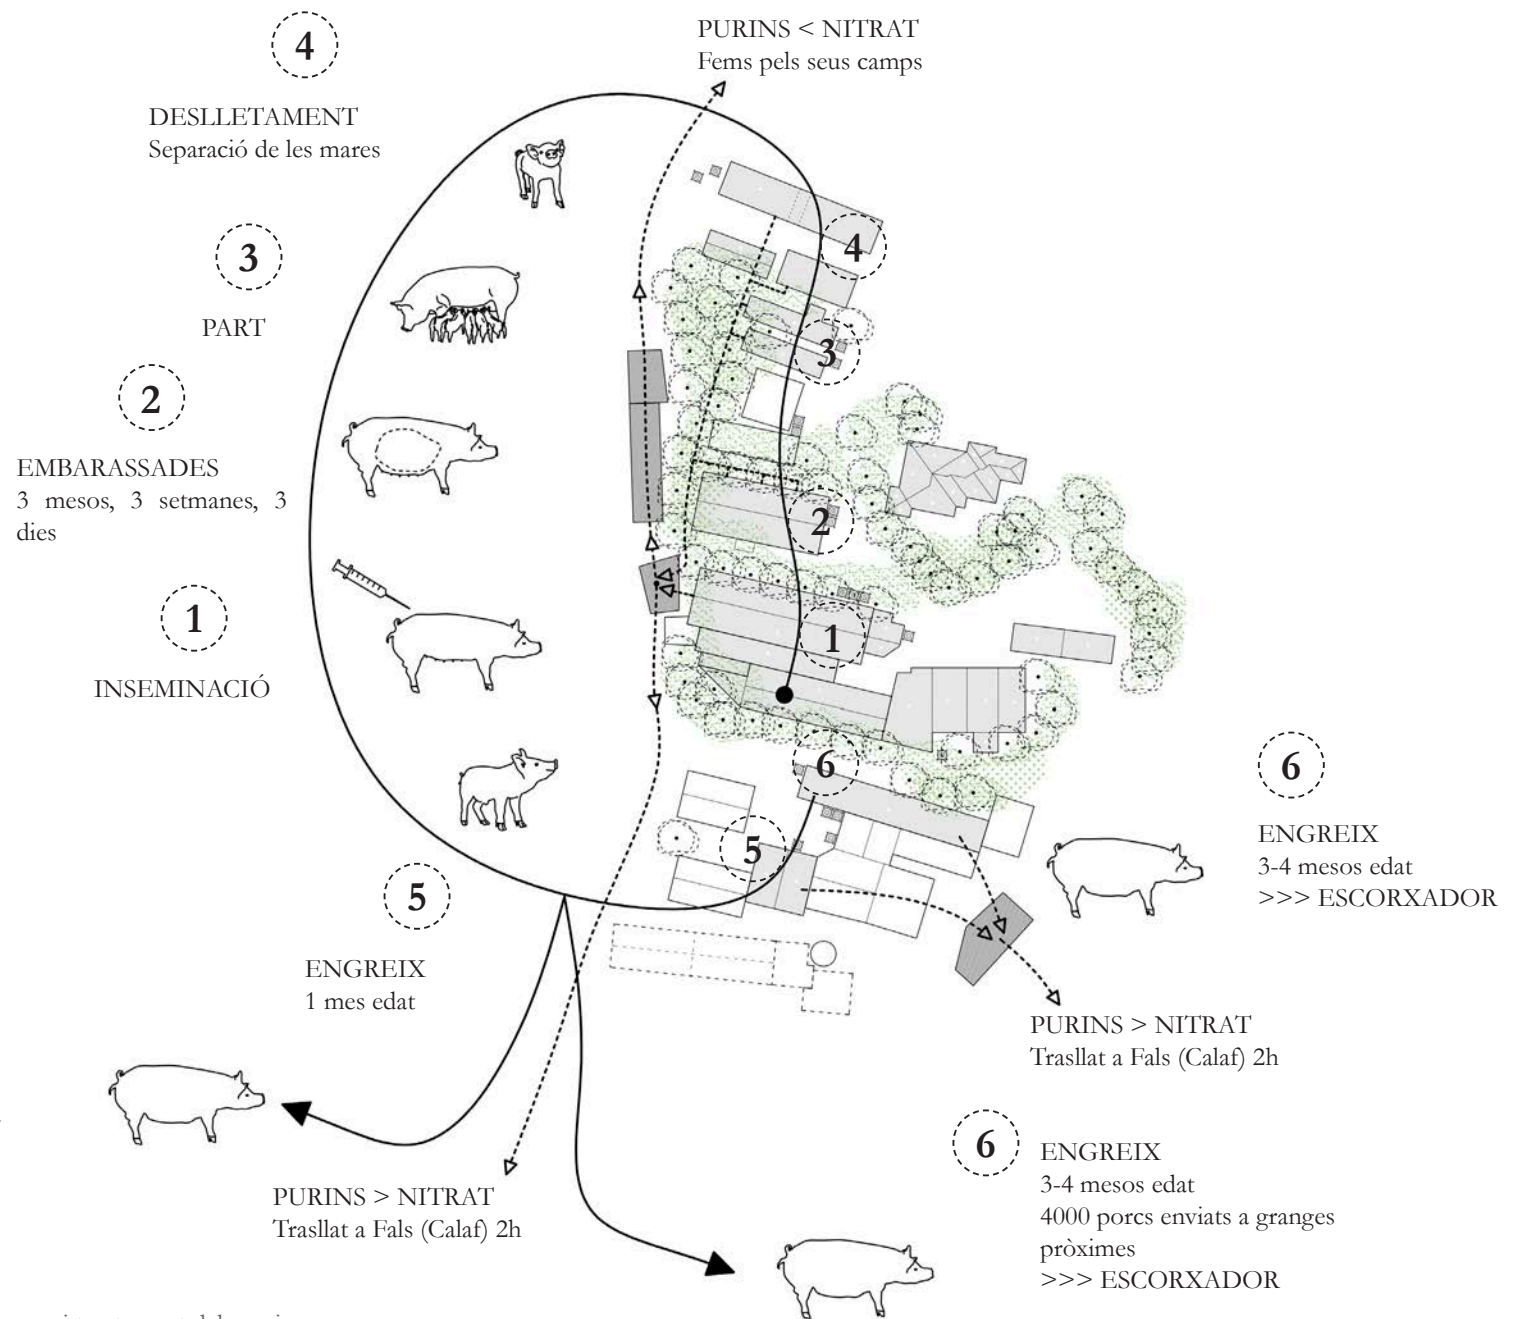 4
PURINS < NITRAT
Fems pels seus camps
DESLLETAMENT
Separació de les mares
3
PART
2
EMBARASSADES
3 mesos, 3 setmanes, 3
dies
1
INSEMINACIÓ
4
3
2
1
6
5
6
ENGREIX
3-4 mesos edat
>>> ESCORXADOR
5
ENGREIX
1 mes edat
PURINS > NITRAT
Trasllat a Fals (Calaf) 2h
PURINS > NITRAT
Trasllat a Fals (Calaf) 2h
6
ENGREIX
3-4 mesos edat
4000 porcs enviats a granges
pròximes
>>> ESCORXADOR